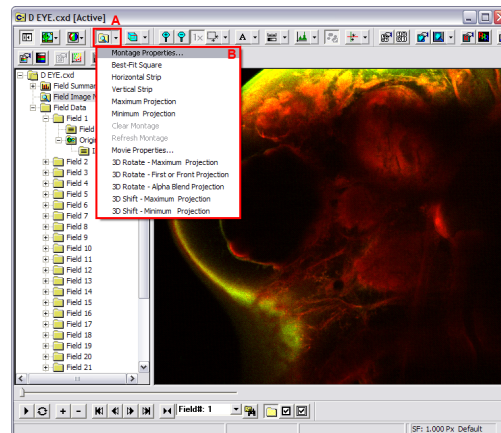 D EYE.cxd [Active]
A
1x
A
B
Montage Properties...
Best-Fit Square
Horizontal Strip
Vertical Strip
Maximum Projection
Minimum Projection
Clear Montage
Refresh Montage
Movie Properties...
3D Rotate - Maximum Projection
3D Rotate - First or Front Projection
3D Rotate - Alpha Blend Projection
3D Shift - Maximum Projection
3D Shift - Minimum Projection
D EYE.cxd
Field Summar
Field Image M
Field Data
Field 1
Field
Origi
Field 2
Field 3
Field 4
Field 5
Field 6
Field 7
Field 8
Field 9
Field 10
Field 11
Field 12
Field 13
Field 14
Field 15
Field 16
Field 17
Field 18
Field 19
Field 20
Field 21
Field#: 1
SF: 1.000 Px Default